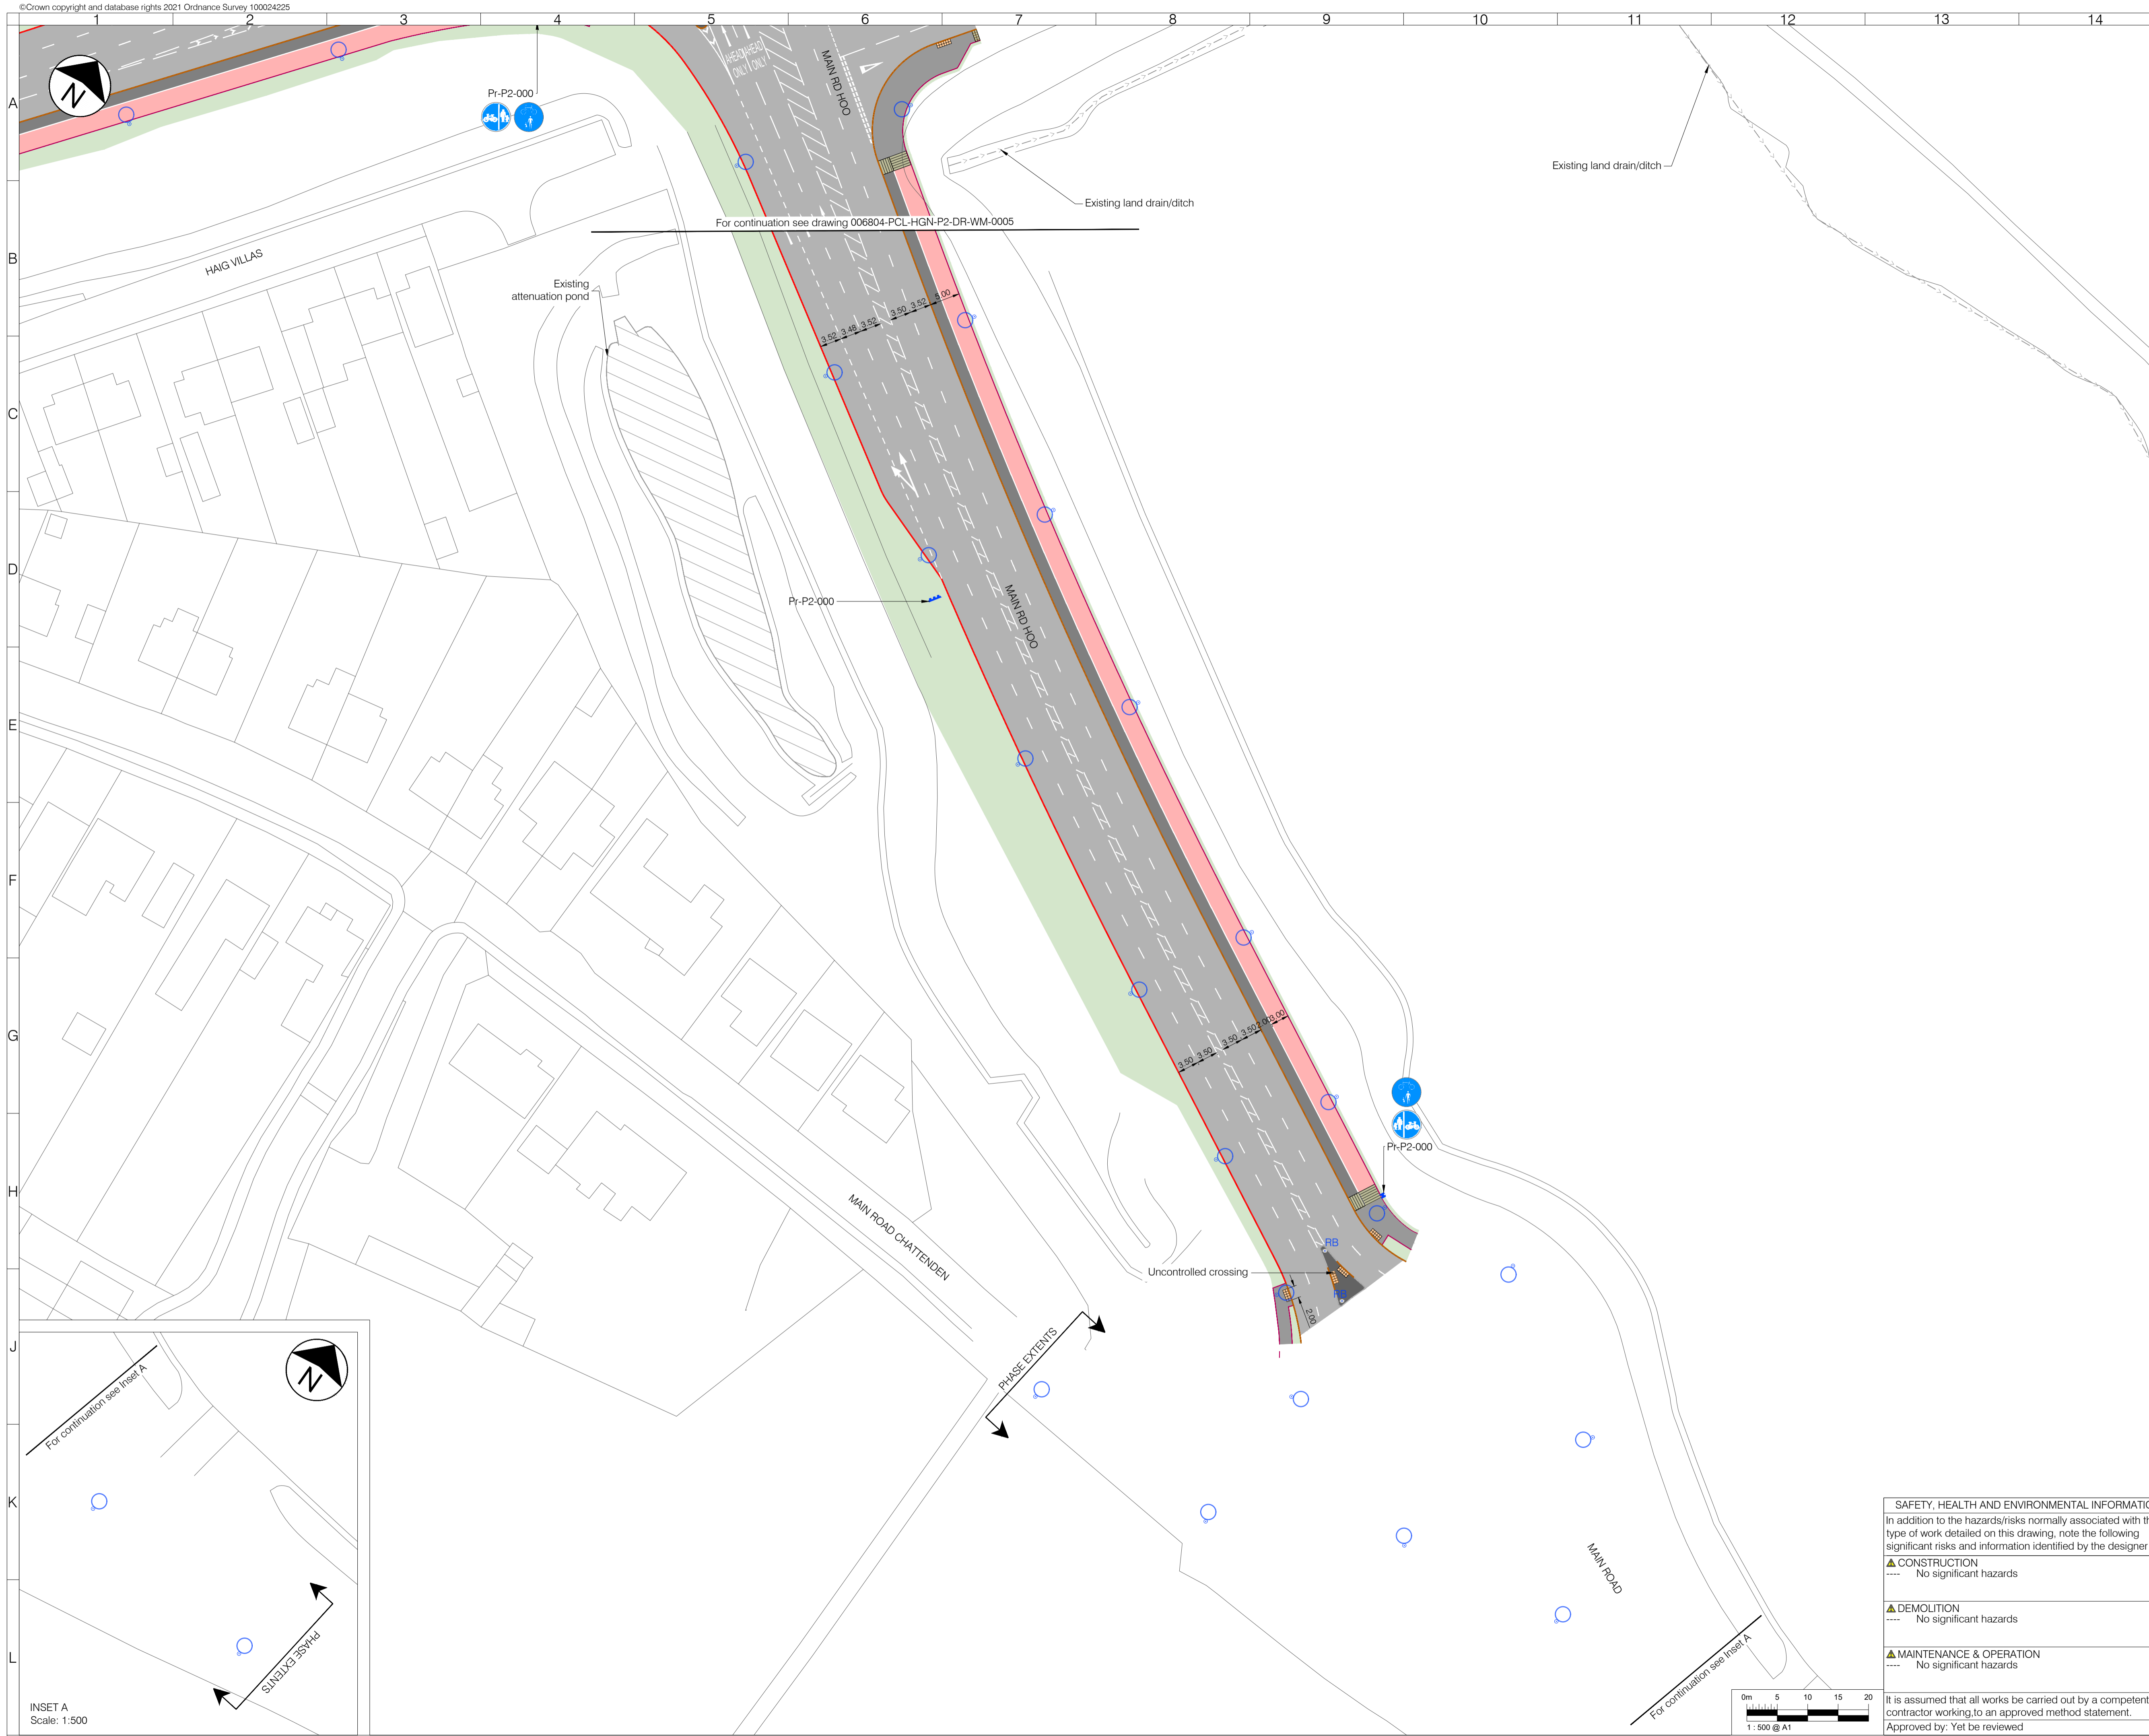 ©Crown copyright and database rights 2021 Ordnance Survey 100024225
1 2 3 4 5 6 7 8 9 10 11 12 13 14
A
B
C
D
E
F
G
H
J
K
L
N
Pr-P2-000
AHEAD AHEAD
ONLY ONLY
MAIN RD HOO
Existing land drain/ditch
Existing land drain/ditch
For continuation see drawing 006804-PCL-HGN-P2-DR-WM-0005
HAIG VILLAS
Existing
attenuation pond
3.52 3.48 3.52 3.50 3.52 5.00
Pr-P2-000
MAIN RD HOO
3.50 3.50 3.50 3.50 2.00 3.00
Pr-P2-000
MAIN ROAD CHATTENDEN
RB
Uncontrolled crossing
RB
2.00
PHASE EXTENTS
For continuation see Inset A
N
PHASE EXTENTS
INSET A
Scale: 1:500
MAIN ROAD
For continuation see Inset A
0m 5 10 15 20
1 : 500 @ A1
SAFETY, HEALTH AND ENVIRONMENTAL INFORMATIO
In addition to the hazards/risks normally associated with th
type of work detailed on this drawing, note the following
significant risks and information identified by the designer
CONSTRUCTION
---- No significant hazards
DEMOLITION
---- No significant hazards
MAINTENANCE & OPERATION
---- No significant hazards
It is assumed that all works be carried out by a competent
contractor working,to an approved method statement.
Approved by: Yet be reviewed